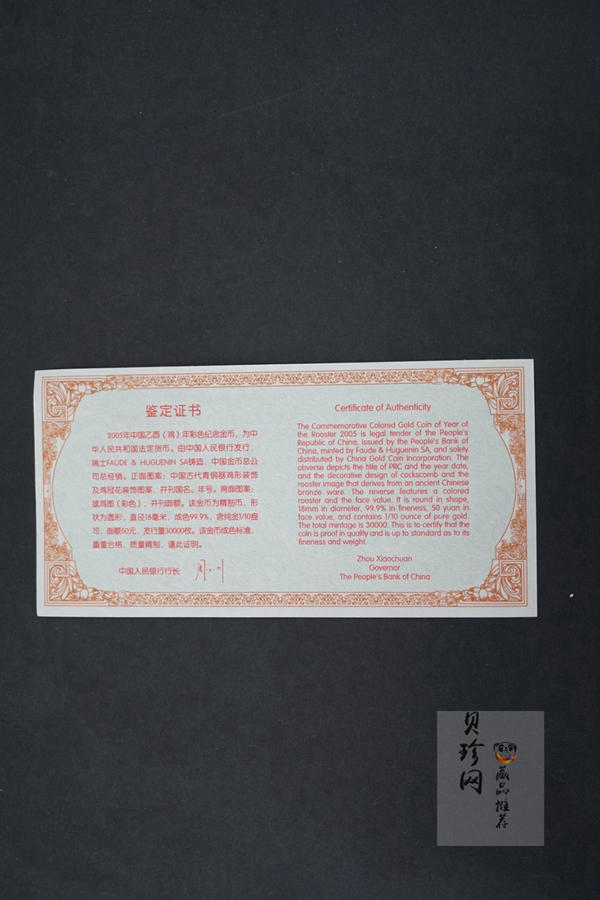 鉴定证书
2005年中国乙酉（鸡）年彩色纪念金币，为中
华人民共和国法定货币。由中国人民银行发行，
瑞士FAUDE & HUGUENIN SA铸造，中国金币总公
司总经销。正面图案：中国古代青铜器鸡形装饰
及鸡冠花装饰图案，并刊国名、年号。背面图案：
雄鸡图（彩色），并刊面额。该金币为精制币，形
状为圆形，直径18毫米，成色99.9%，含纯金1/10盎
司，面额50元，发行量30000枚。该金币成色标准，
重量合格，质量精制，谨此证明。
中国人民银行行长
Certificate of Authenticity
The Commemorative Colored Gold Coin of Year of
the Rooster 2005 is legal tender of the People's
Republic of China, issued by the People's Bank of
China, minted by Faude & Huguenin SA, and solely
distributed by China Gold Coin Incorporation. The
obverse depicts the title of PRC and the year date,
and the decorative design of cockscomb and the
rooster image that derives from an ancient Chinese
bronze ware. The reverse features a colored
rooster and the face value. It is round in shape,
18mm in diameter, 99.9% in fineness, 50 yuan in
face value, and contains 1/10 ounce of pure gold.
The total mintage is 30000. This is to certify that the
coin is proof in quality and is up to standard as to its
fineness and weight.
Zhou Xiaochuan
Governor
The People's Bank of China
贝珍网
藏品推荐